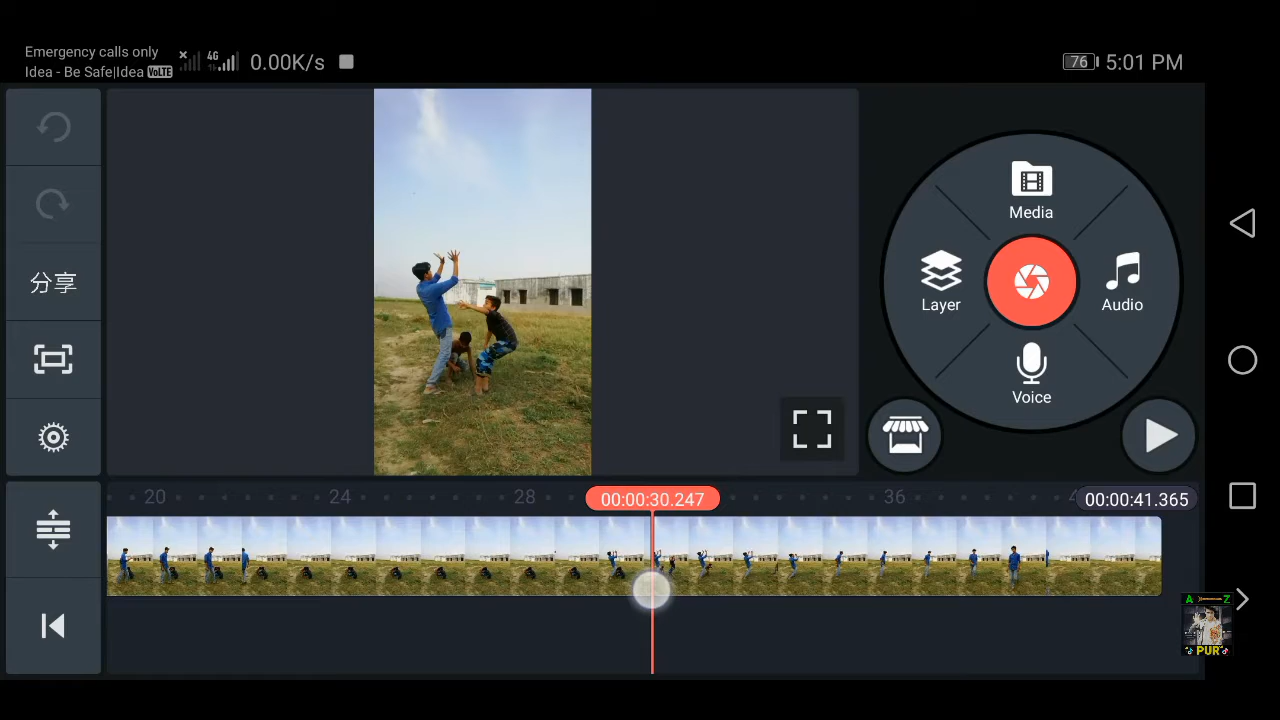 Emergency calls only
Idea - Be Safe|Idea VoLTE
4G
0.00K/s
76
5:01 PM
分享
Media
Layer
Audio
Voice
20
24
28
00:00:30.247
36
00:00:41.365
A
Z
PUR